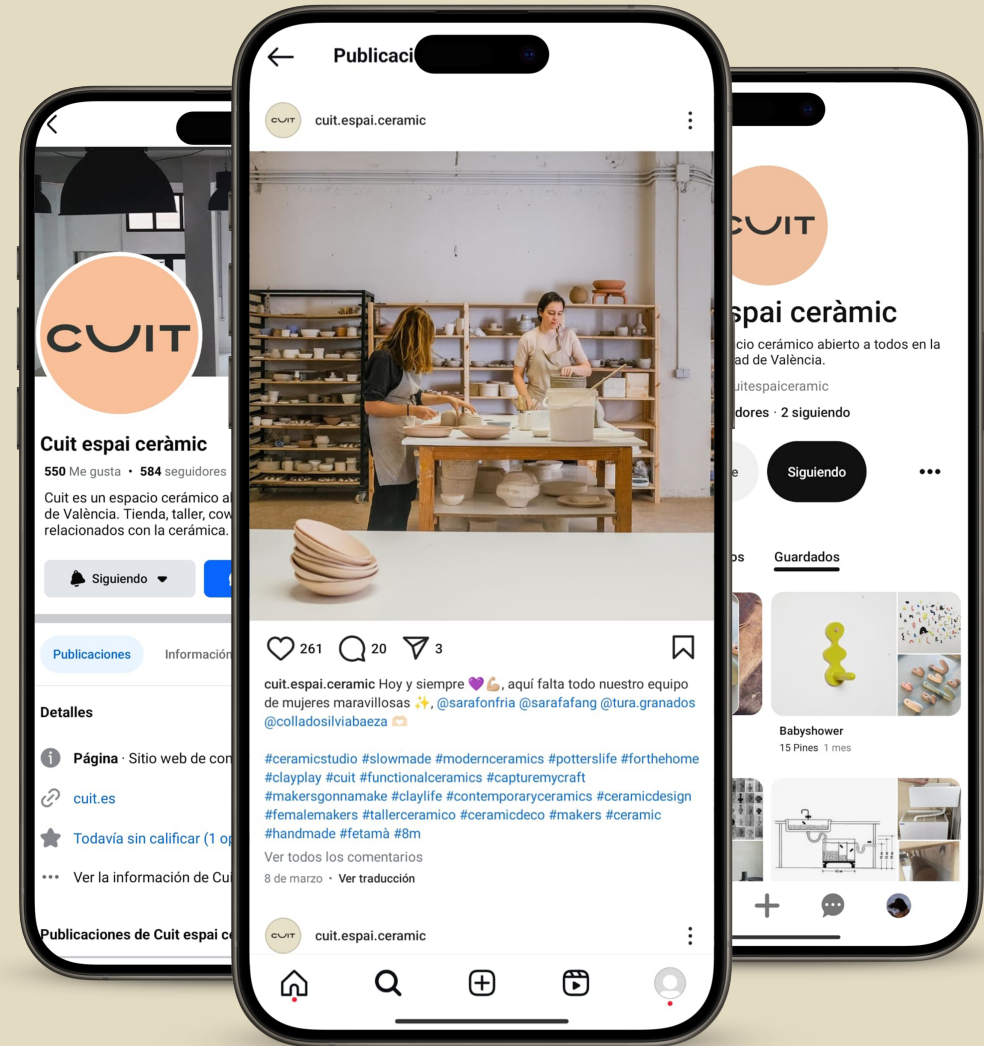 CUIT
Cuit espai ceràmic
550 Me gusta • 584 seguidores
Cuit es un espacio cerámico
de València. Tienda, taller,
relacionados con la cerámica.
Siguiendo
Publicaciones Información
Detalles
Página · Sitio web de
cuit.es
Todavía sin calificar (1
Ver la información de
Publicaciones de Cuit espai
Publicaci
CUIT cuit.espai.ceramic
261 20 3
cuit.espai.ceramic Hoy y siempre 💜💪🏼, aquí falta todo nuestro equipo
de mujeres maravillosas ✨, @sarafonfria @sarafafang @tura.granados
@colladosilviabaeza 🫶🏻
#ceramicstudio #slowmade #modernceramics #potterslife #forthehome
#clayplay #cuit #functionalceramics #capturemycraft
#makersgonnamake #claylife #contemporaryceramics #ceramicdesign
#femalemakers #tallerceramico #ceramicdeco #makers #ceramic
#handmade #fetamà #8m
Ver todos los comentarios
8 de marzo • Ver traducción
CUIT cuit.espai.ceramic
CUIT
spai ceràmic
cio cerámico abierto a todos en la
ad de València.
uitespaiceramic
dores · 2 siguiendo
Siguiendo
os Guardados
Babyshower
15 Pines 1 mes